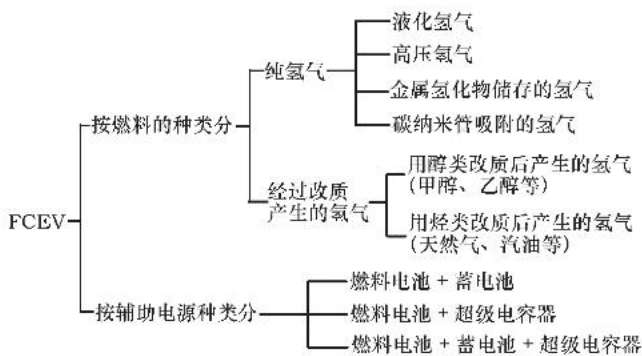 FCEV
按燃料的种类分
纯氢气
液化氢气
高压氢气
金属氢化物储存的氢气
碳纳米管吸附的氢气
经过改质
产生的氢气
用醇类改质后产生的氢气
(甲醇、乙醇等)
用烃类改质后产生的氢气
(天然气、汽油等)
按辅助电源种类分
燃料电池 + 蓄电池
燃料电池 + 超级电容器
燃料电池 + 蓄电池 + 超级电容器